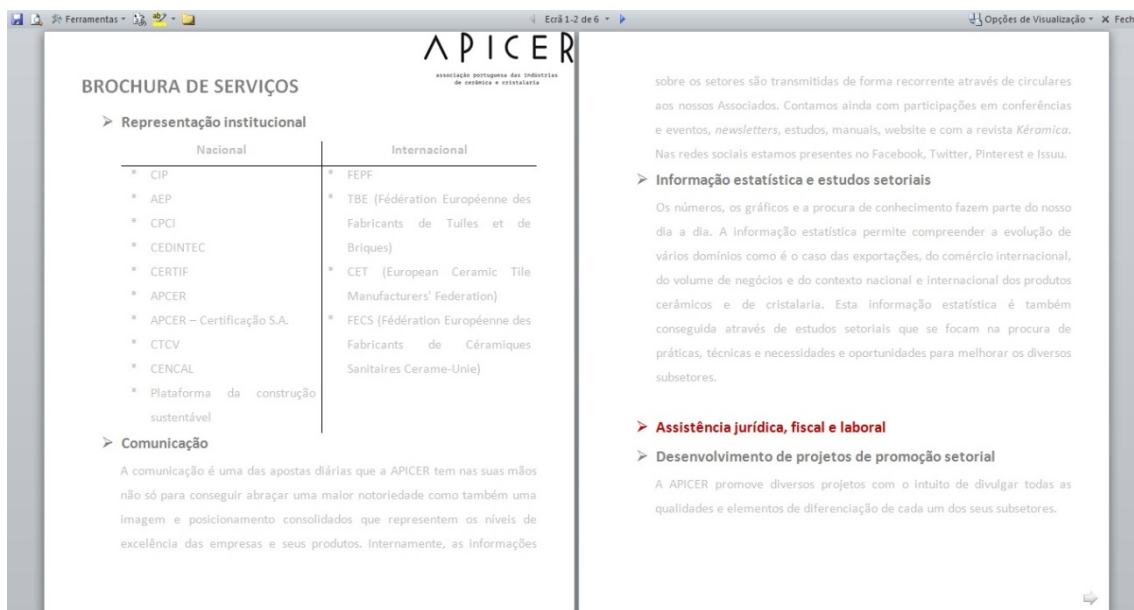 Ferramentas
Ecrã 1-2 de 6
Opções de Visualização
Fech
APICER
associação portuguesa das indústrias
de cerâmica e cristalaria
BROCHURA DE SERVIÇOS
➢ Representação institucional
Nacional Internacional
* CIP
* AEP
* CPCI
* CEDINTEC
* CERTIF
* APCER
* APCER – Certificação S.A.
* CTCV
* CENCAL
* Plataforma da construção
sustentável
* FEPF
* TBE (Fédération Européenne des
Fabricants de Tuiles et de
Briques)
* CET (European Ceramic Tile
Manufacturers' Federation)
* FECS (Fédération Européenne des
Fabricants de Céramiques
Sanitaires Cerame-Unie)
➢ Comunicação
A comunicação é uma das apostas diárias que a APICER tem nas suas mãos
não só para conseguir abraçar uma maior notoriedade como também uma
imagem e posicionamento consolidados que representem os níveis de
excelência das empresas e seus produtos. Internamente, as informações
sobre os setores são transmitidas de forma recorrente através de circulares
aos nossos Associados. Contamos ainda com participações em conferências
e eventos, newsletters, estudos, manuais, website e com a revista Kéramica.
Nas redes sociais estamos presentes no Facebook, Twitter, Pinterest e Issuu.
➢ Informação estatística e estudos setoriais
Os números, os gráficos e a procura de conhecimento fazem parte do nosso
dia a dia. A informação estatística permite compreender a evolução de
vários domínios como é o caso das exportações, do comércio internacional,
do volume de negócios e do contexto nacional e internacional dos produtos
cerâmicos e de cristalaria. Esta informação estatística é também
conseguida através de estudos setoriais que se focam na procura de
práticas, técnicas e necessidades e oportunidades para melhorar os diversos
subsetores.
➢ Assistência jurídica, fiscal e laboral
➢ Desenvolvimento de projetos de promoção setorial
A APICER promove diversos projetos com o intuito de divulgar todas as
qualidades e elementos de diferenciação de cada um dos seus subsetores.